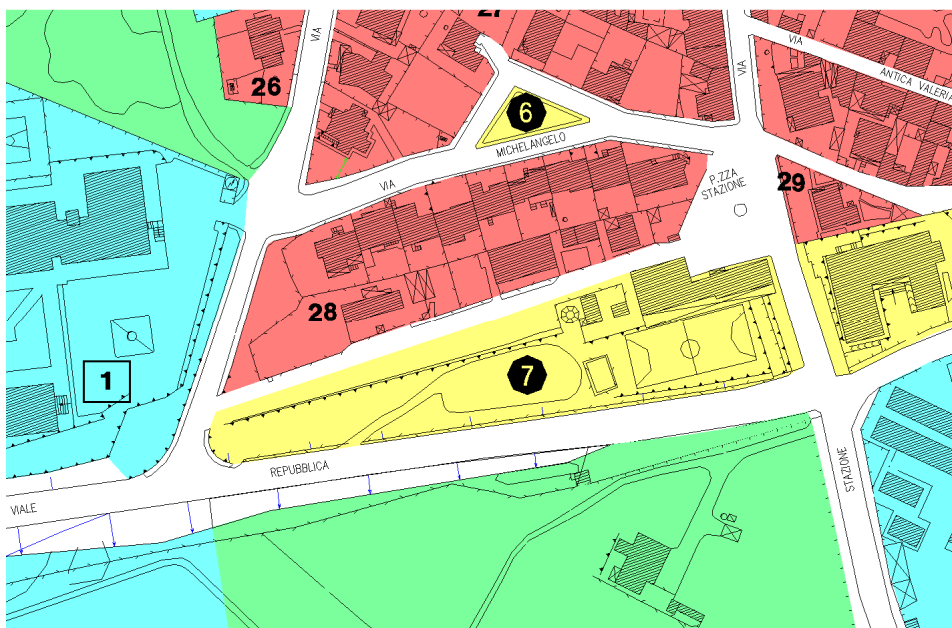 27
VIA
VIA
26
VIA
ANTICA VALERIA
6
MICHELANGELO
VIA
P.ZZA
STAZIONE
29
28
1
7
REPUBBLICA
VIALE
STAZIONE